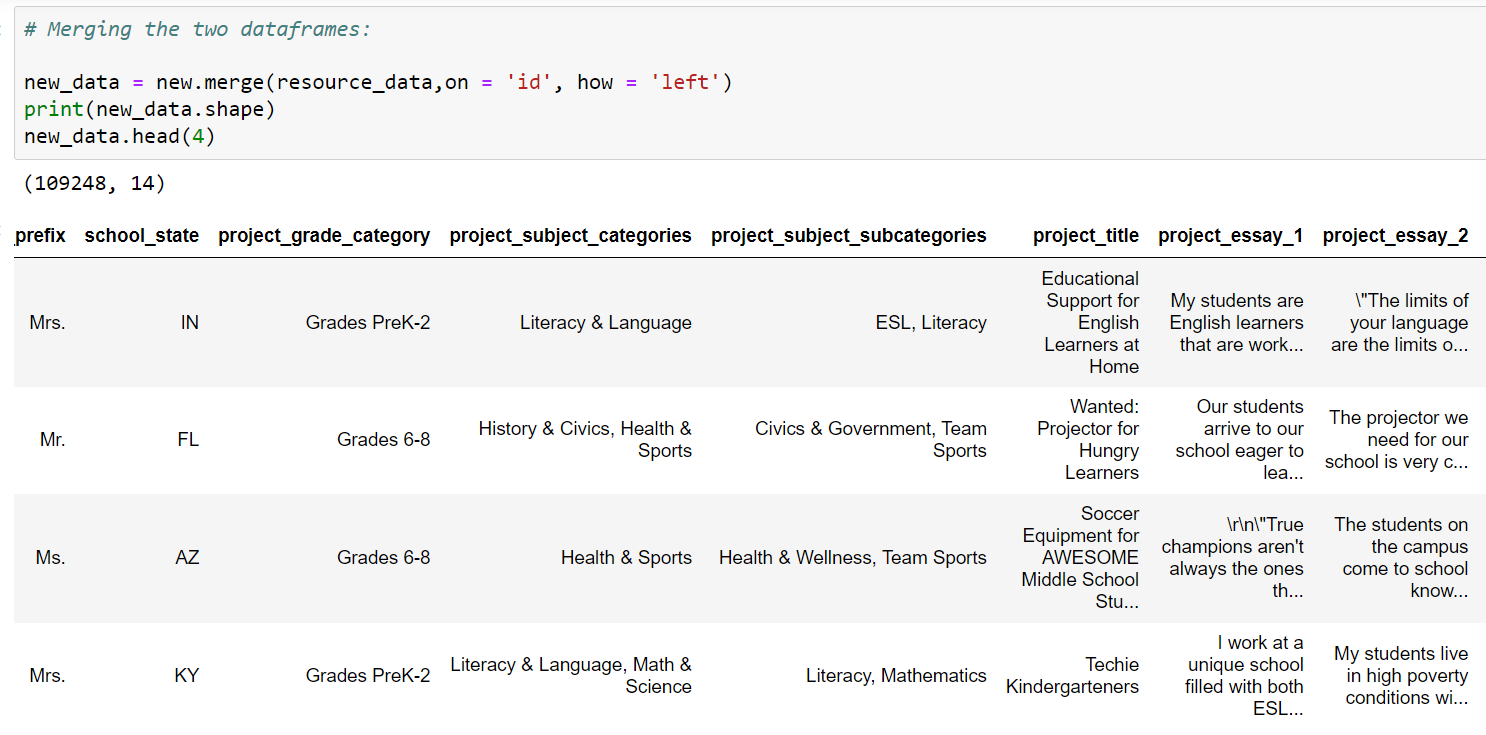 # Merging the two dataframes:
new_data = new.merge(resource_data,on = 'id', how = 'left')
print(new_data.shape)
new_data.head(4)
(109248, 14)
prefix school_state project_grade_category project_subject_categories project_subject_subcategories project_title project_essay_1 project_essay_2
Mrs.
IN
Grades PreK-2
Literacy & Language
ESL, Literacy
Educational
Support for
English
Learners at
Home
My students are
English learners
that are work...
\"The limits of
your language
are the limits o...
Mr.
FL
Grades 6-8
History & Civics, Health &
Sports
Civics & Government, Team
Sports
Wanted:
Projector for
Hungry
Learners
Our students
arrive to our
school eager to
lea...
The projector we
need for our
school is very c...
Ms.
AZ
Grades 6-8
Health & Sports
Health & Wellness, Team Sports
Soccer
Equipment for
AWESOME
Middle School
Stu...
\r\n\"True
champions aren't
always the ones
th...
The students on
the campus
come to school
know...
Mrs.
KY
Grades PreK-2
Literacy & Language, Math &
Science
Literacy, Mathematics
Techie
Kindergarteners
I work at a
unique school
filled with both
ESL...
My students live
in high poverty
conditions wi...